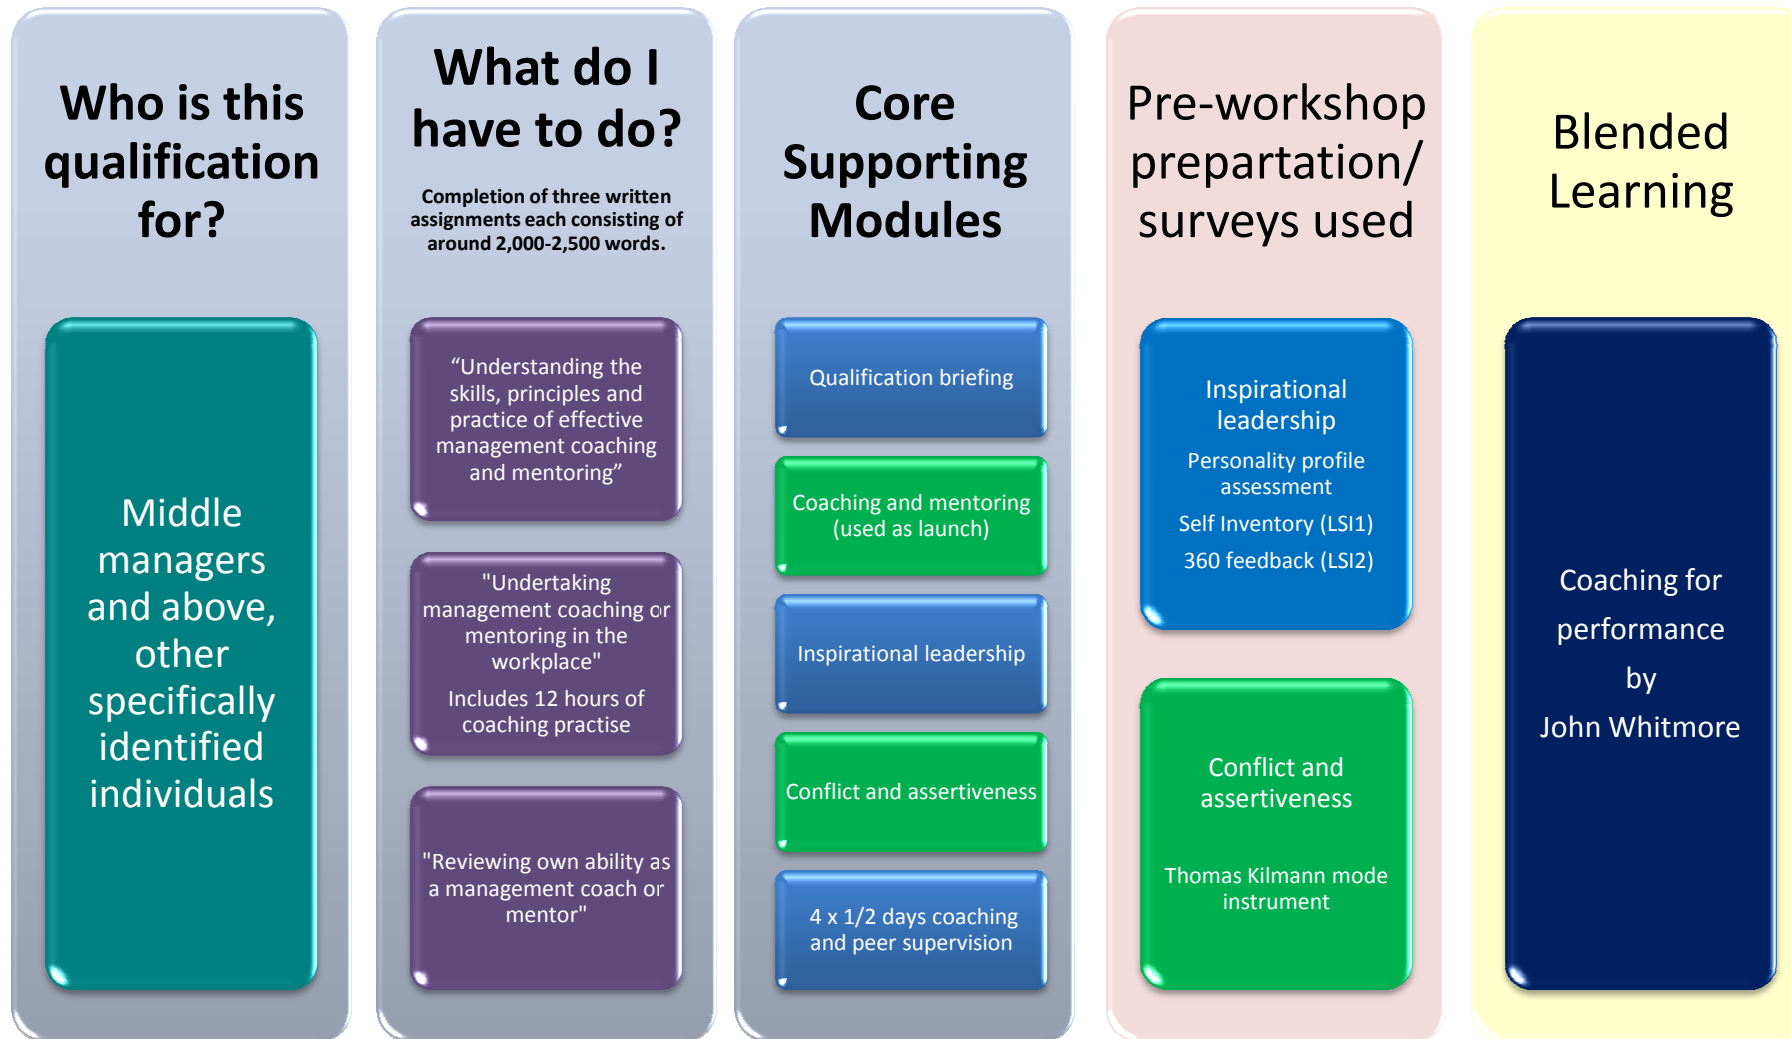 Who is this
qualification
for?
Middle
managers
and above,
other
specifically
identified
individuals
What do I
have to do?
Completion of three written
assignments each consisting of
around 2,000-2,500 words.
“Understanding the
skills, principles and
practice of effective
management coaching
and mentoring”
"Undertaking
management coaching or
mentoring in the
workplace"
Includes 12 hours of
coaching practise
"Reviewing own ability as
a management coach or
mentor"
Core
Supporting
Modules
Qualification briefing
Coaching and mentoring
(used as launch)
Inspirational leadership
Conflict and assertiveness
4 x 1/2 days coaching
and peer supervision
Pre-workshop
prepartation/
surveys used
Inspirational
leadership
Personality profile
assessment
Self Inventory (LSI1)
360 feedback (LSI2)
Conflict and
assertiveness
Thomas Kilmann mode
instrument
Blended
Learning
Coaching for
performance
by
John Whitmore